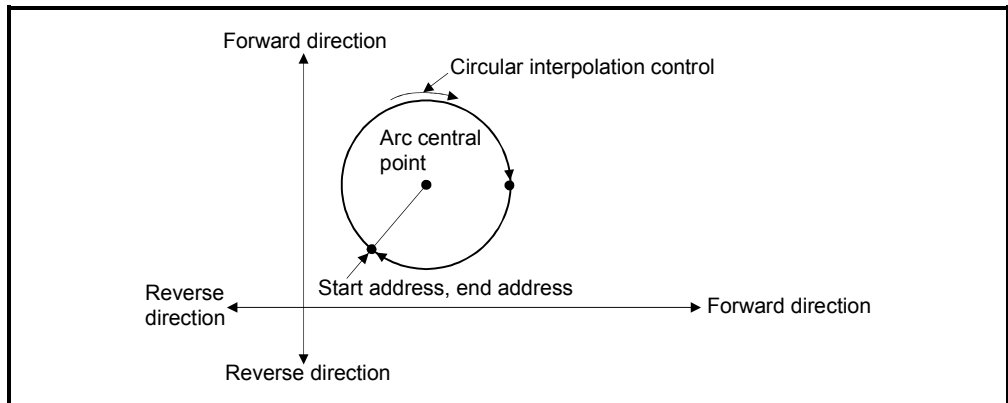 Forward direction
Circular interpolation control
Arc central
point
Start address, end address
Reverse
direction
Forward direction
Reverse direction